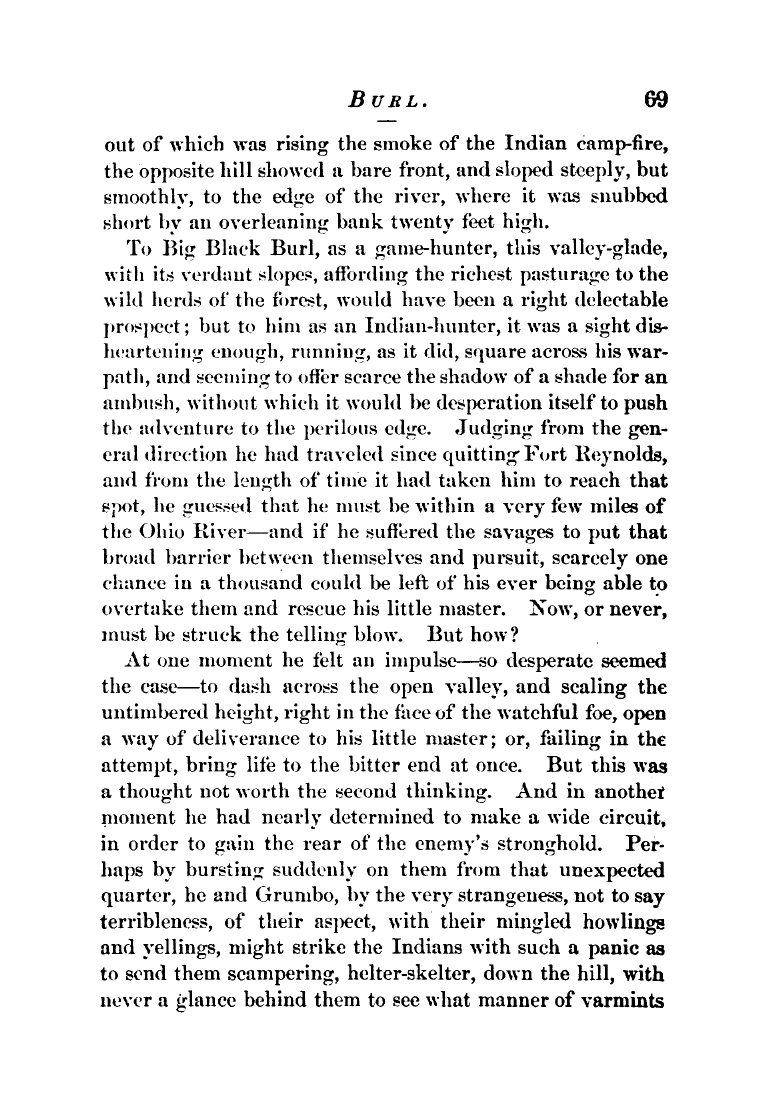 BURL. 69
out of which was rising the smoke of the Indian camp-fire,
the opposite hill showed a bare front, and sloped steeply, but
smoothly, to the edge of the river, where it was snubbed
short by an overleaning bank twenty feet high.
To Big Black Burl, as a game-hunter, this valley-glade,
with its verdant slopes, affording the richest pasturage to the
wild herds of the forest, would have been a right delectable
prospect; but to him as an Indian-hunter, it was a sight dis-
heartening enough, running, as it did, square across his war-
path, and seeming to offer scarce the shadow of a shade for an
ambush, without which it would be desperation itself to push
the adventure to the perilous edge. Judging from the gen-
eral direction he had traveled since quitting Fort Reynolds,
and from the length of time it had taken him to reach that
spot, he guessed that he must be within a very few miles of
the Ohio River—and if he suffered the savages to put that
broad barrier between themselves and pursuit, scarcely one
chance in a thousand could be left of his ever being able to
overtake them and rescue his little master. Now, or never,
must be struck the telling blow. But how?
At one moment he felt an impulse—so desperate seemed
the case—to dash across the open valley, and scaling the
untimbered height, right in the face of the watchful foe, open
a way of deliverance to his little master; or, failing in the
attempt, bring life to the bitter end at once. But this was
a thought not worth the second thinking. And in another
moment he had nearly determined to make a wide circuit,
in order to gain the rear of the enemy's stronghold. Per-
haps by bursting suddenly on them from that unexpected
quarter, he and Grumbo, by the very strangeness, not to say
terribleness, of their aspect, with their mingled howlings
and yellings, might strike the Indians with such a panic as
to send them scampering, helter-skelter, down the hill, with
never a glance behind them to see what manner of varmints